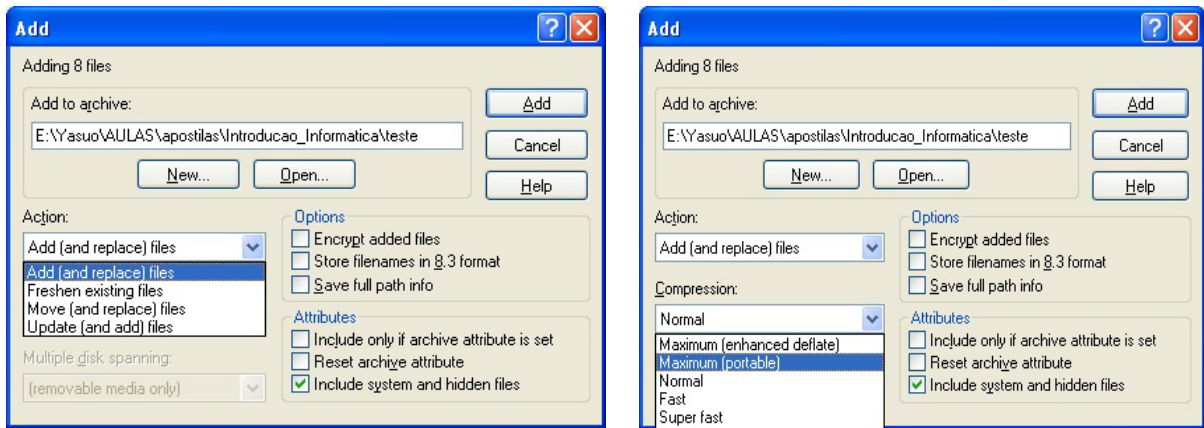 Add
Adding 8 files
Add to archive:
E:\Yasuo\AULAS\apostilas\Introducao_Informatica\teste
New...
Open...
Add
Cancel
Help
Action:
Add (and replace) files
Add (and replace) files
Freshen existing files
Move (and replace) files
Update (and add) files
Multiple disk spanning:
(removable media only)
Options
Encrypt added files
Store filenames in 8.3 format
Save full path info
Attributes
Include only if archive attribute is set
Reset archive attribute
Include system and hidden files
Add
Adding 8 files
Add to archive:
E:\Yasuo\AULAS\apostilas\Introducao_Informatica\teste
New...
Open...
Add
Cancel
Help
Action:
Add (and replace) files
Compression:
Normal
Maximum (enhanced deflate)
Maximum (portable)
Normal
Fast
Super fast
Options
Encrypt added files
Store filenames in 8.3 format
Save full path info
Attributes
Include only if archive attribute is set
Reset archive attribute
Include system and hidden files